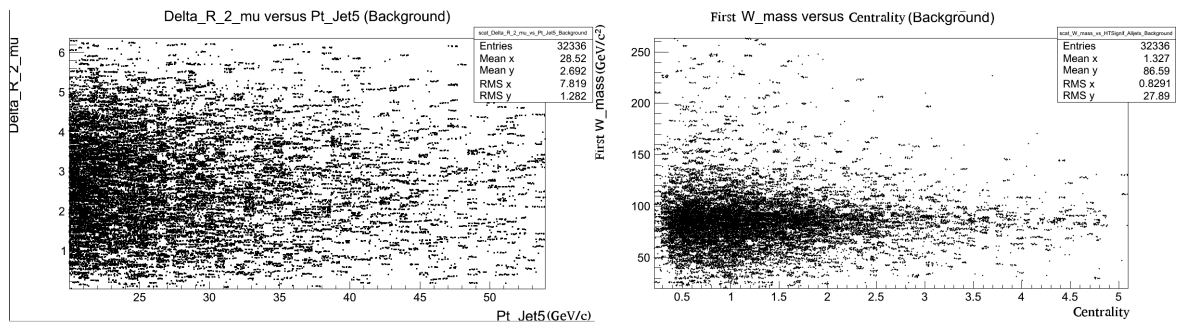 Delta_R_2_mu versus Pt_Jet5 (Background)
scat_Delta_R_2_mu_vs_Pt_Jet5_Background
Entries 32336
Mean x 28.52
Mean y 2.692
RMS x 7.819
RMS y 1.282
Delta_R_2_mu
6
5
4
3
2
1
25 30 35 40 45 50
Pt_Jet5(GeV/c)
First W_mass versus Centrality (Background)
scat_W_mass_vs_HTSignif_Alljets_Background
Entries 32336
Mean x 1.327
Mean y 86.59
RMS x 0.8291
RMS y 27.89
First W_mass(GeV/c²)
250
200
150
100
50
0.5 1 1.5 2 2.5 3 3.5 4 4.5 5
Centrality